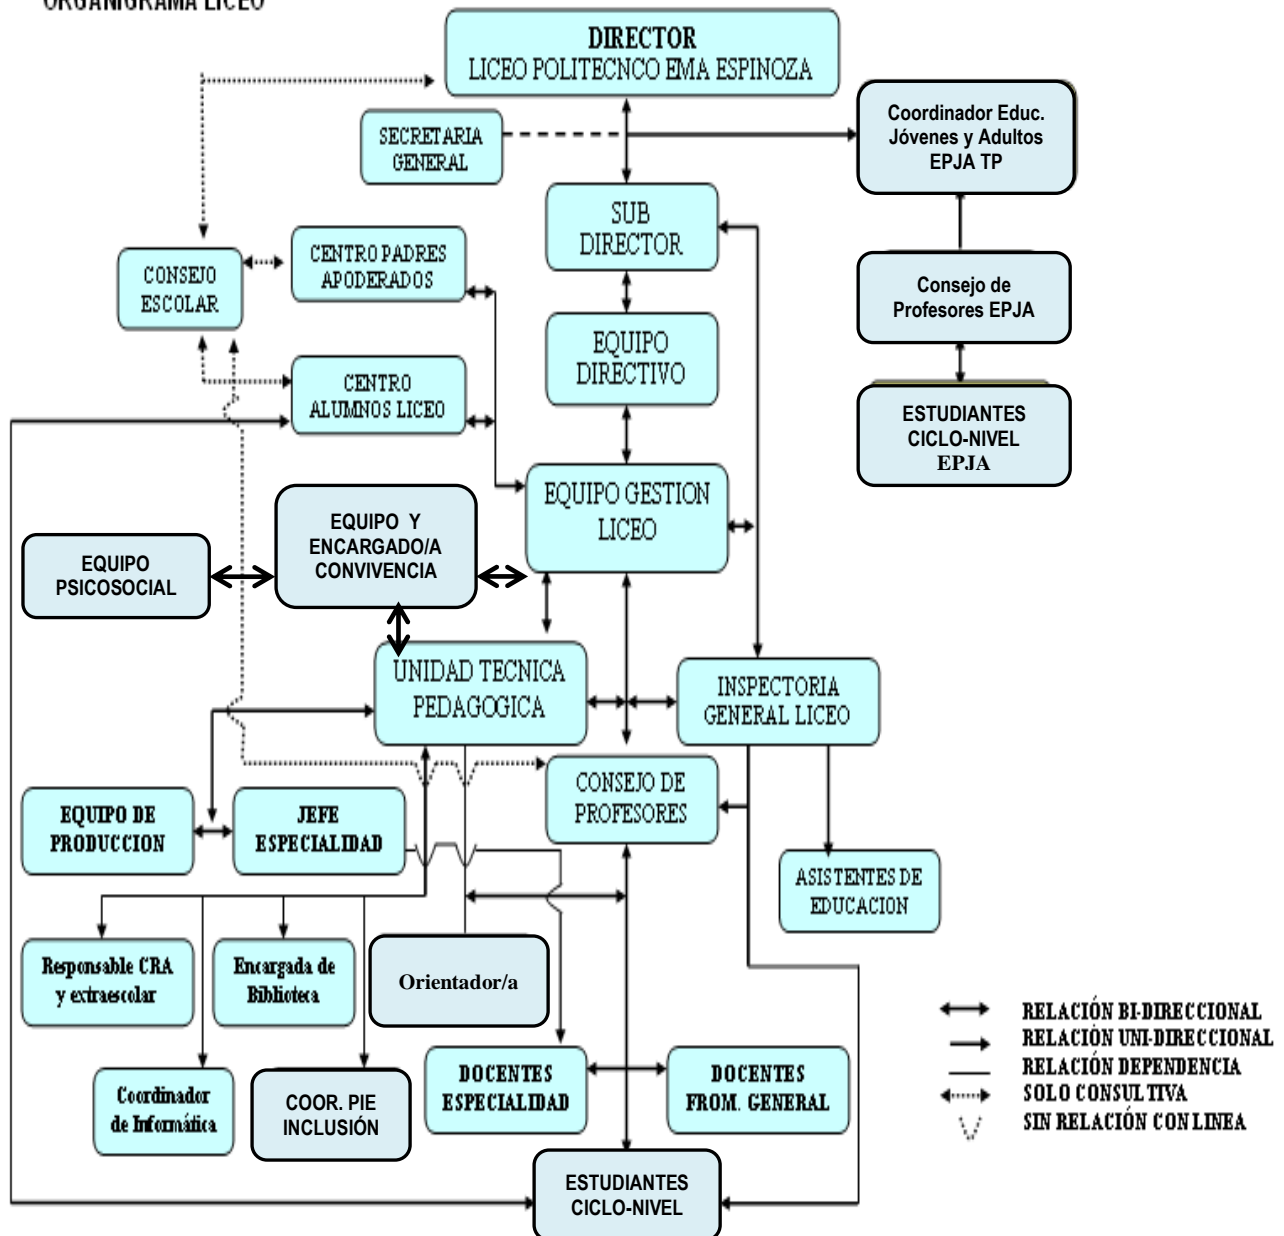 ORGANIGRAMA LICEO
DIRECTOR
LICEO POLITECNCO EMA ESPINOZA
SECRETARIA
GENERAL
Coordinador Educ.
Jóvenes y Adultos
EPJA TP
SUB
DIRECTOR
CENTRO PADRES
APODERADOS
CONSEJO
ESCOLAR
Consejo de
Profesores EPJA
EQUIPO
DIRECTIVO
CENTRO
ALUMNOS LICEO
ESTUDIANTES
CICLO-NIVEL
EPJA
EQUIPO GESTION
LICEO
EQUIPO Y
ENCARGADO/A
CONVIVENCIA
EQUIPO
PSICOSOCIAL
UNIDAD TECNICA
PEDAGOGICA
INSPECTORIA
GENERAL LICEO
CONSEJO DE
PROFESORES
EQUIPO DE
PRODUCCION
JEFE
ESPECIALIDAD
ASISTENTES DE
EDUCACION
Responsable CRA
y extraescolar
Encargada de
Biblioteca
Orientador/a
Coordinador
de Informática
COOR. PIE
INCLUSIÓN
DOCENTES
ESPECIALIDAD
DOCENTES
FROM. GENERAL
ESTUDIANTES
CICLO-NIVEL
RELACIÓN BI-DIRECCIONAL
RELACIÓN UNI-DIRECCIONAL
RELACIÓN DEPENDENCIA
SOLO CONSULTIVA
SIN RELACIÓN CON LINEA